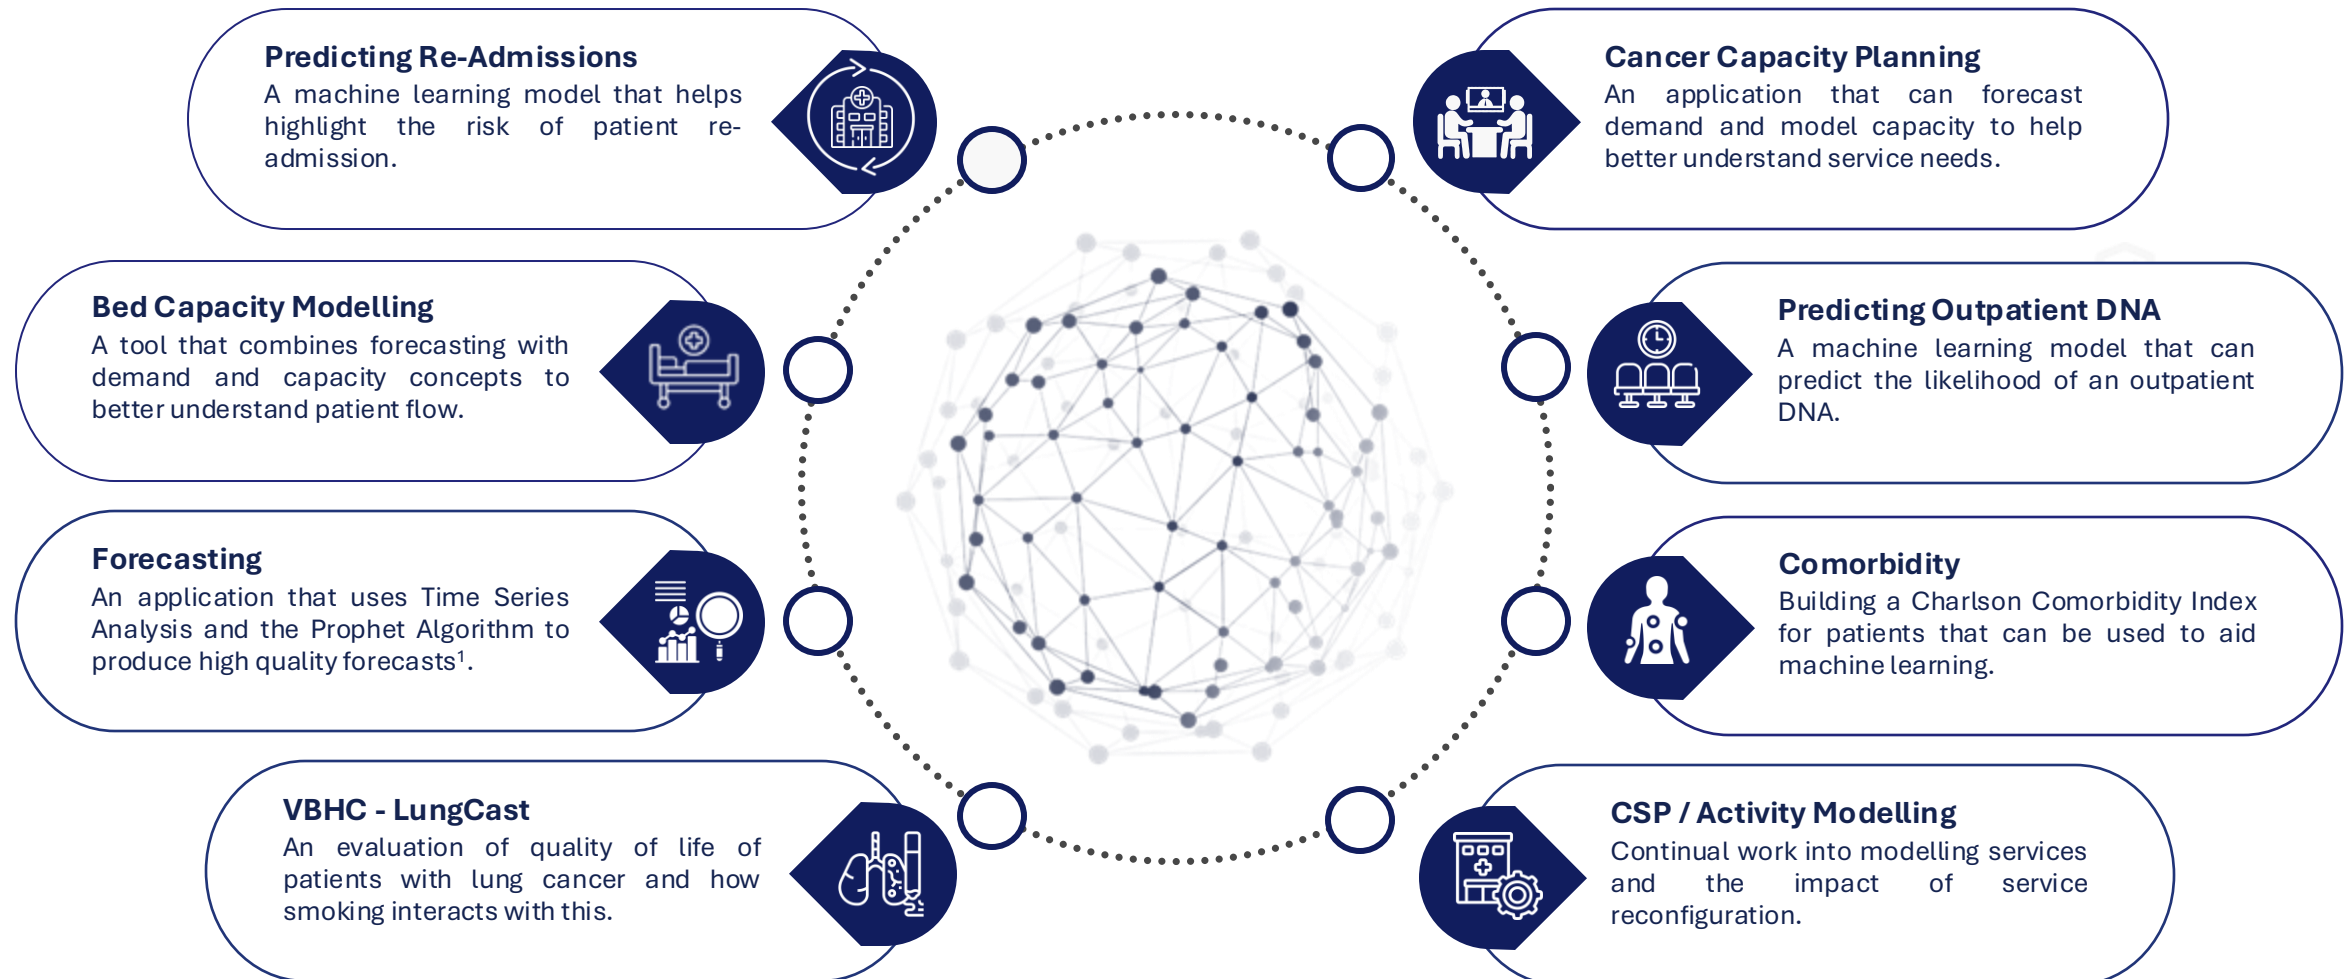 Predicting Re-Admissions
A machine learning model that helps
highlight the risk of patient re-
admission.
Bed Capacity Modelling
A tool that combines forecasting with
demand and capacity concepts to
better understand patient flow.
Forecasting
An application that uses Time Series
Analysis and the Prophet Algorithm to
produce high quality forecasts¹.
VBHC - LungCast
An evaluation of quality of life of
patients with lung cancer and how
smoking interacts with this.
Cancer Capacity Planning
An application that can forecast
demand and model capacity to help
better understand service needs.
Predicting Outpatient DNA
A machine learning model that can
predict the likelihood of an outpatient
DNA.
Comorbidity
Building a Charlson Comorbidity Index
for patients that can be used to aid
machine learning.
CSP / Activity Modelling
Continual work into modelling services
and the impact of service
reconfiguration.